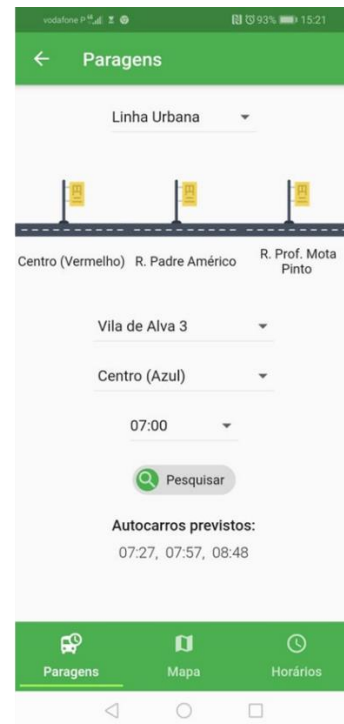 vodafone P 93% 15:21
Paragens
Linha Urbana
Centro (Vermelho) R. Padre Américo R. Prof. Mota Pinto
Vila de Alva 3
Centro (Azul)
07:00
Pesquisar
Autocarros previstos:
07:27, 07:57, 08:48
Paragens Mapa Horários